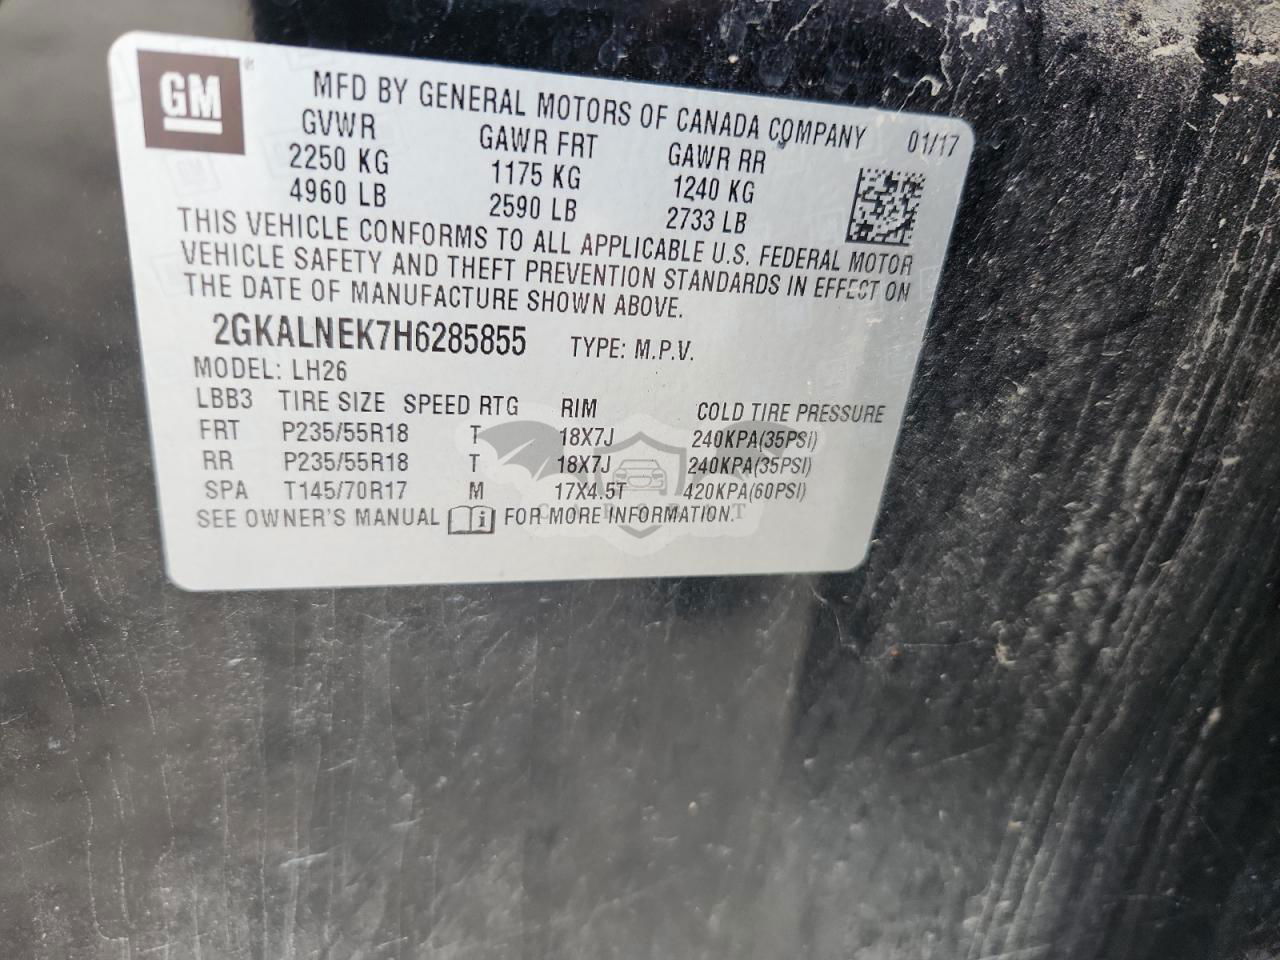 GM
MFD BY GENERAL MOTORS OF CANADA COMPANY 01/17
GVWR GAWR FRT GAWR RR
2250 KG 1175 KG 1240 KG
4960 LB 2590 LB 2733 LB
THIS VEHICLE CONFORMS TO ALL APPLICABLE U.S. FEDERAL MOTOR
VEHICLE SAFETY AND THEFT PREVENTION STANDARDS IN EFFECT ON
THE DATE OF MANUFACTURE SHOWN ABOVE.
2GKALNEK7H6285855 TYPE: M.P.V.
MODEL: LH26
LBB3 TIRE SIZE SPEED RTG RIM COLD TIRE PRESSURE
FRT P235/55R18 T 18X7J 240KPA(35PSI)
RR P235/55R18 T 18X7J 240KPA(35PSI)
SPA T145/70R17 M 17X4.5T 420KPA(60PSI)
SEE OWNER'S MANUAL i FOR MORE INFORMATION.